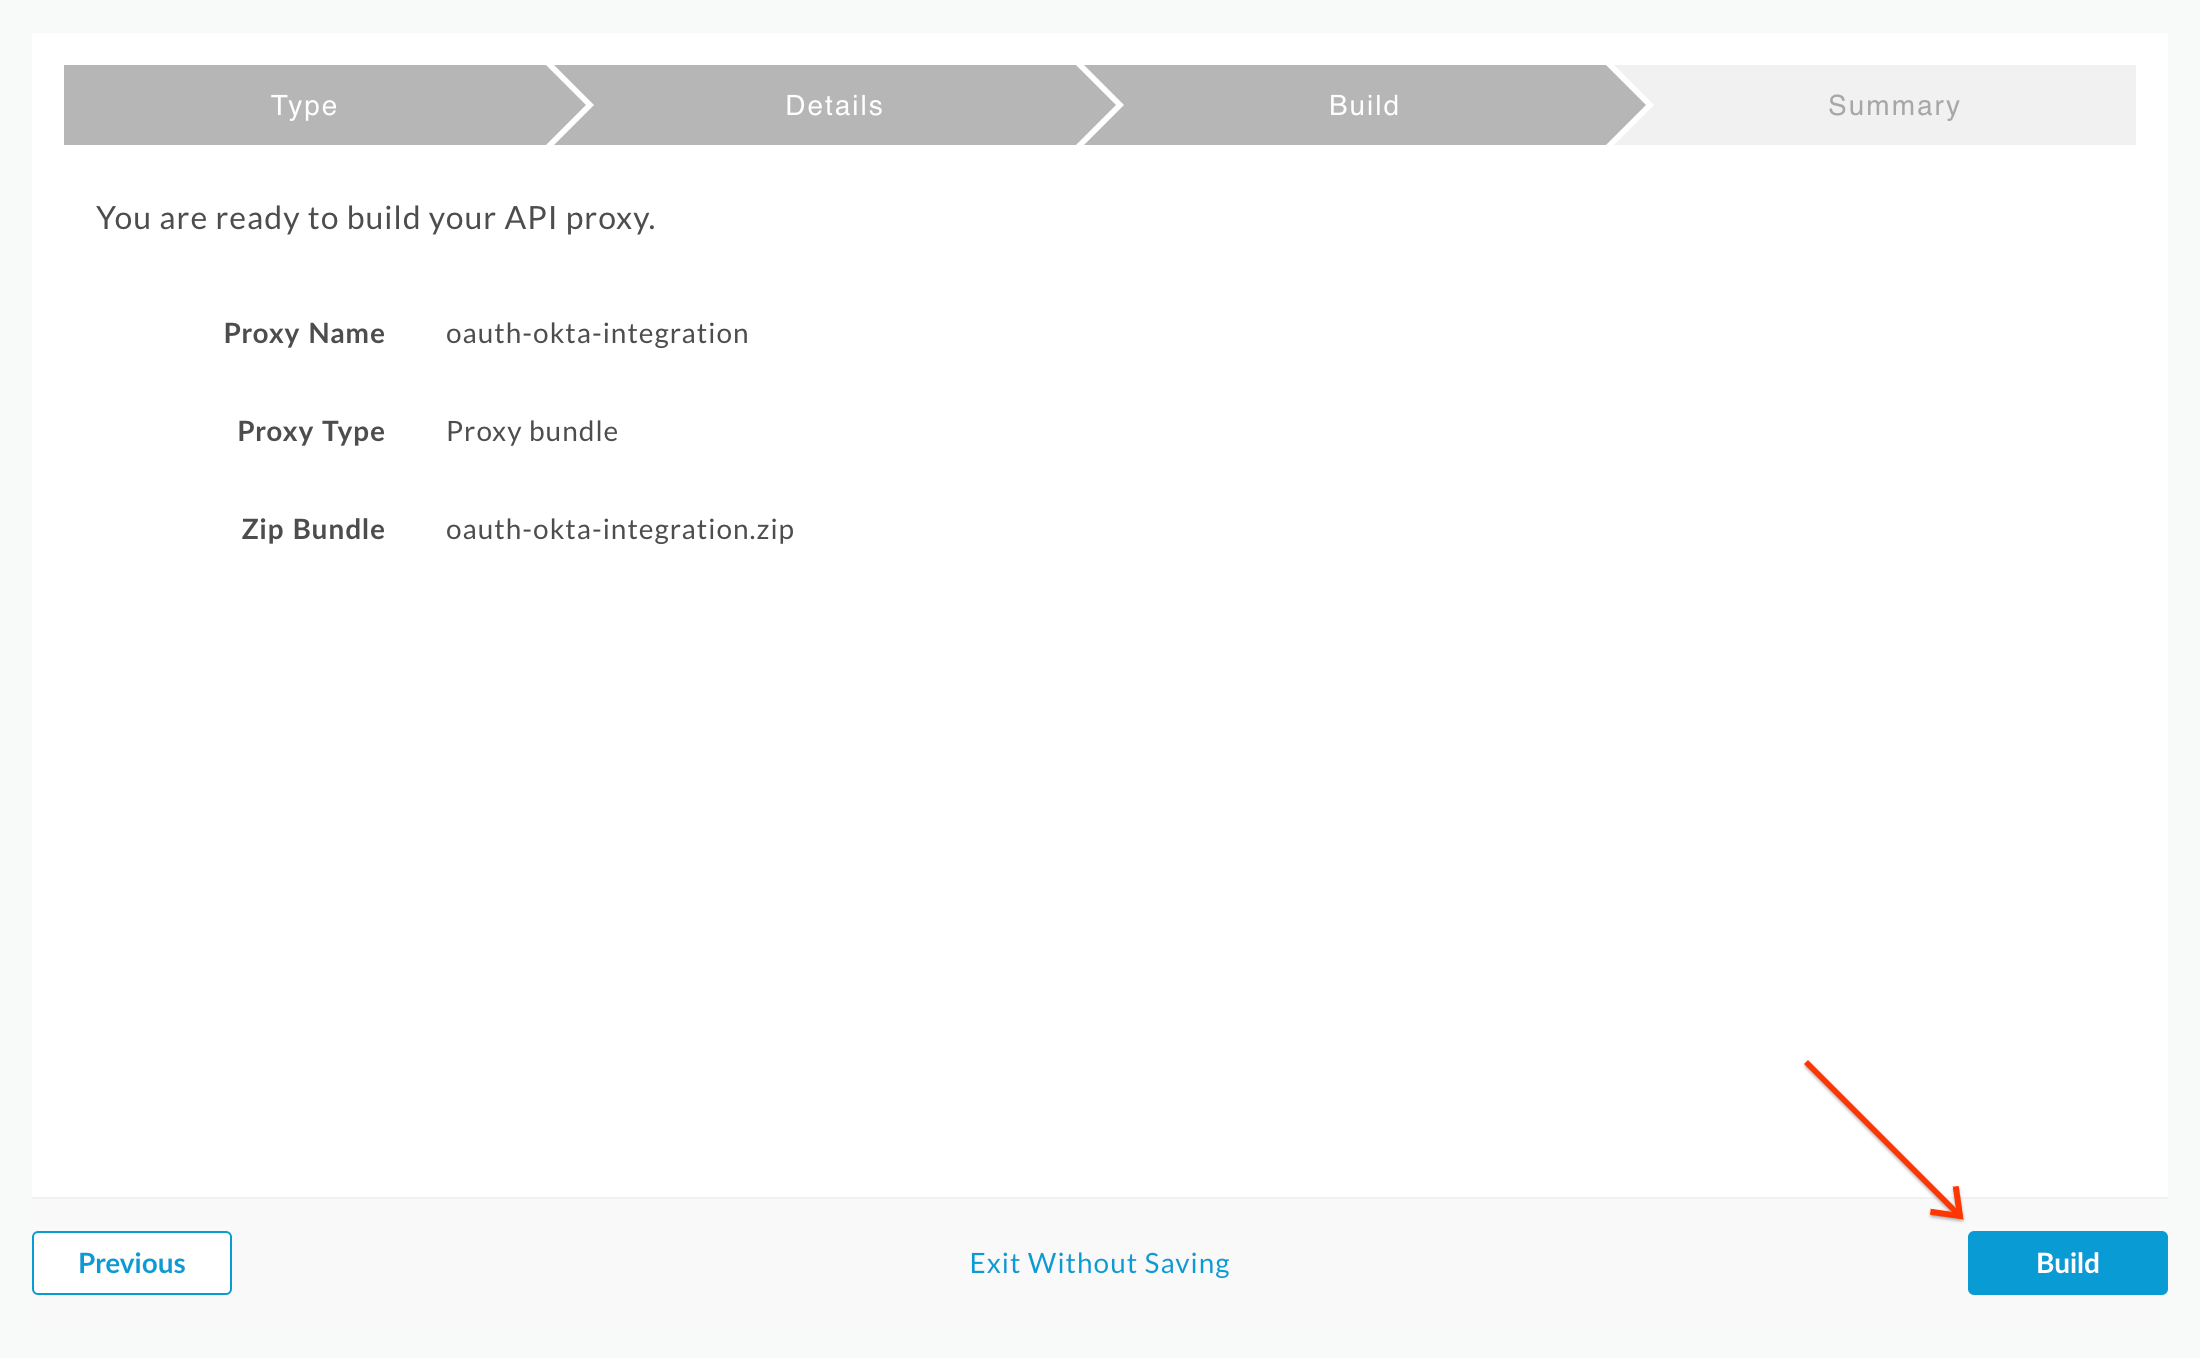 Type Details Build Summary
You are ready to build your API proxy.
Proxy Name oauth-okta-integration
Proxy Type Proxy bundle
Zip Bundle oauth-okta-integration.zip
Previous Exit Without Saving Build